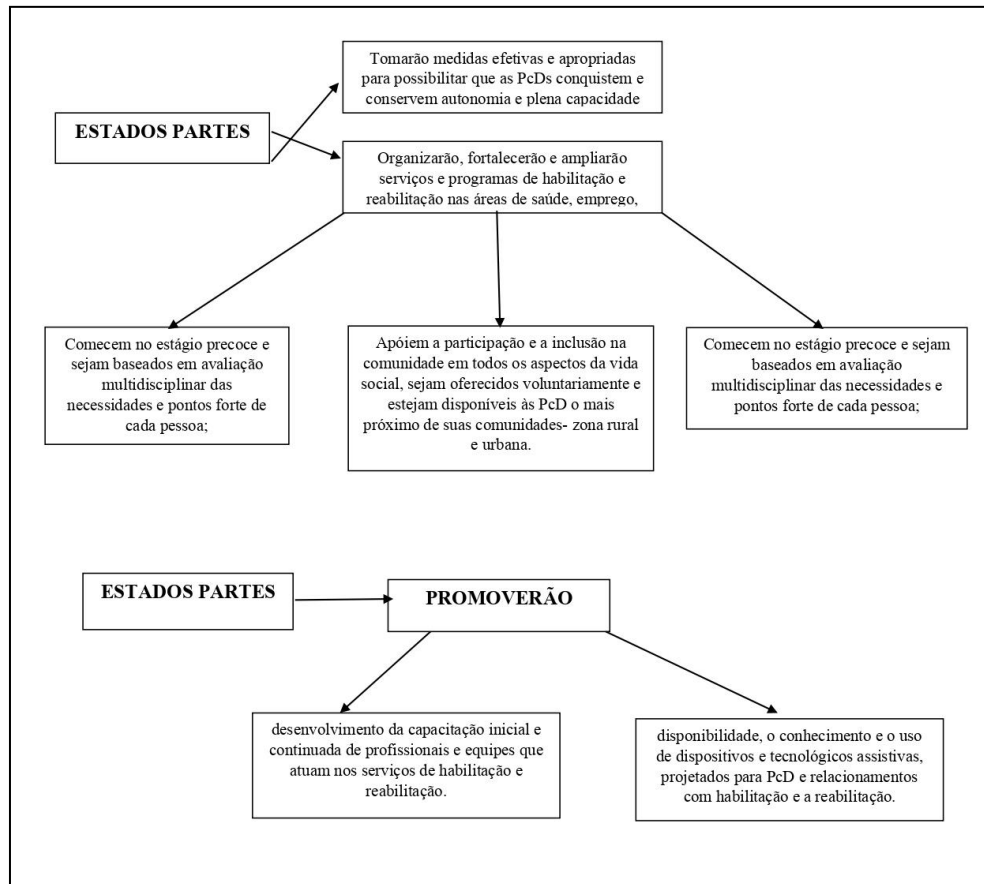 Tomarão medidas efetivas e apropriadas
para possibilitar que as PcDs conquistem e
conservem autonomia e plena capacidade
ESTADOS PARTES
Organizarão, fortalecerão e ampliarão
serviços e programas de habilitação e
reabilitação nas áreas de saúde, emprego,
Comecem no estágio precoce e
sejam baseados em avaliação
multidisciplinar das
necessidades e pontos forte de
cada pessoa;
Apóiem a participação e a inclusão na
comunidade em todos os aspectos da vida
social, sejam oferecidos voluntariamente e
estejam disponíveis às PcD o mais
próximo de suas comunidades- zona rural
e urbana.
Comecem no estágio precoce e sejam
baseados em avaliação
multidisciplinar das necessidades e
pontos forte de cada pessoa;
ESTADOS PARTES
PROMOVERÃO
desenvolvimento da capacitação inicial e
continuada de profissionais e equipes que
atuam nos serviços de habilitação e
reabilitação.
disponibilidade, o conhecimento e o uso
de dispositivos e tecnológicos assistivas,
projetados para PcD e relacionamentos
com habilitação e a reabilitação.